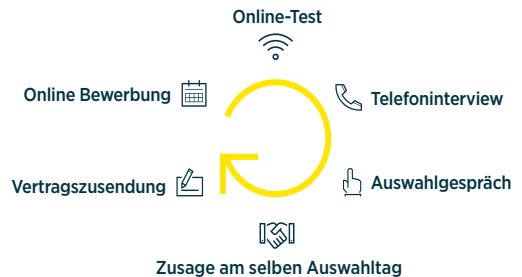 Online-Test
Online Bewerbung
Telefoninterview
Vertragszusendung
Auswahlgespräch
Zusage am selben Auswahltag